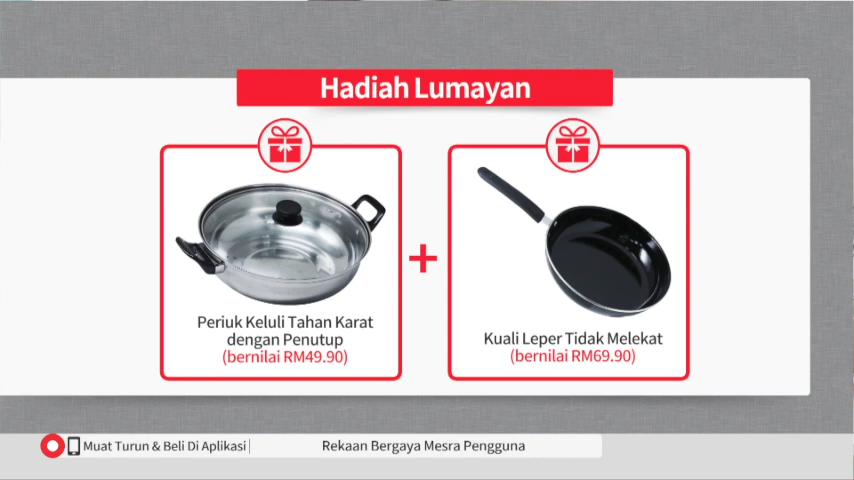 Hadiah Lumayan
Periuk Keluli Tahan Karat
dengan Penutup
(bernilai RM49.90)
+
Kuali Leper Tidak Melekat
(bernilai RM69.90)
Muat Turun & Beli Di Aplikasi
Rekaan Bergaya Mesra Pengguna